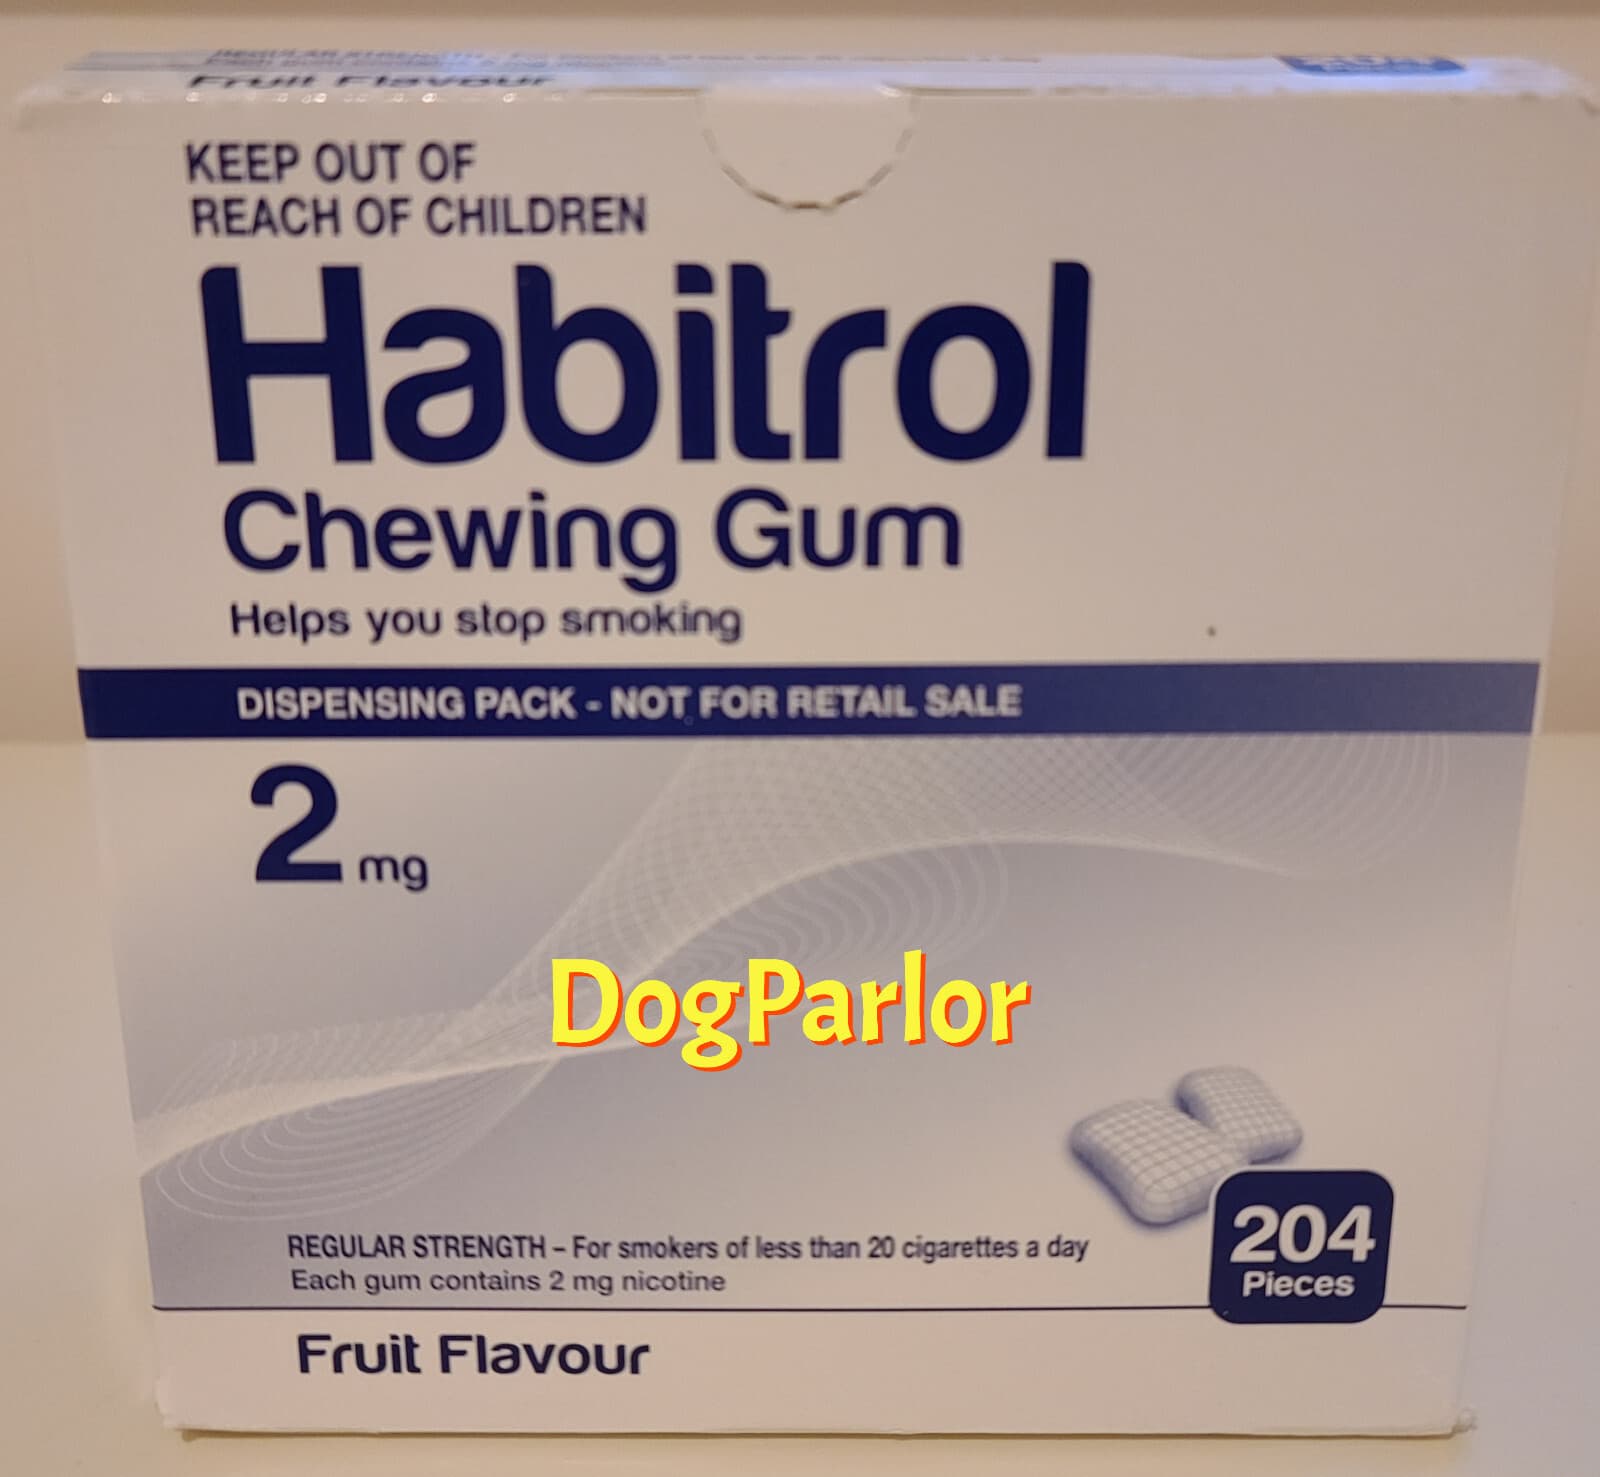 Fruit Flavour
KEEP OUT OF
REACH OF CHILDREN
Habitrol
Chewing Gum
Helps you stop smoking
DISPENSING PACK - NOT FOR RETAIL SALE
2 mg
DogParlor
REGULAR STRENGTH – For smokers of less than 20 cigarettes a day
Each gum contains 2 mg nicotine
204
Pieces
Fruit Flavour